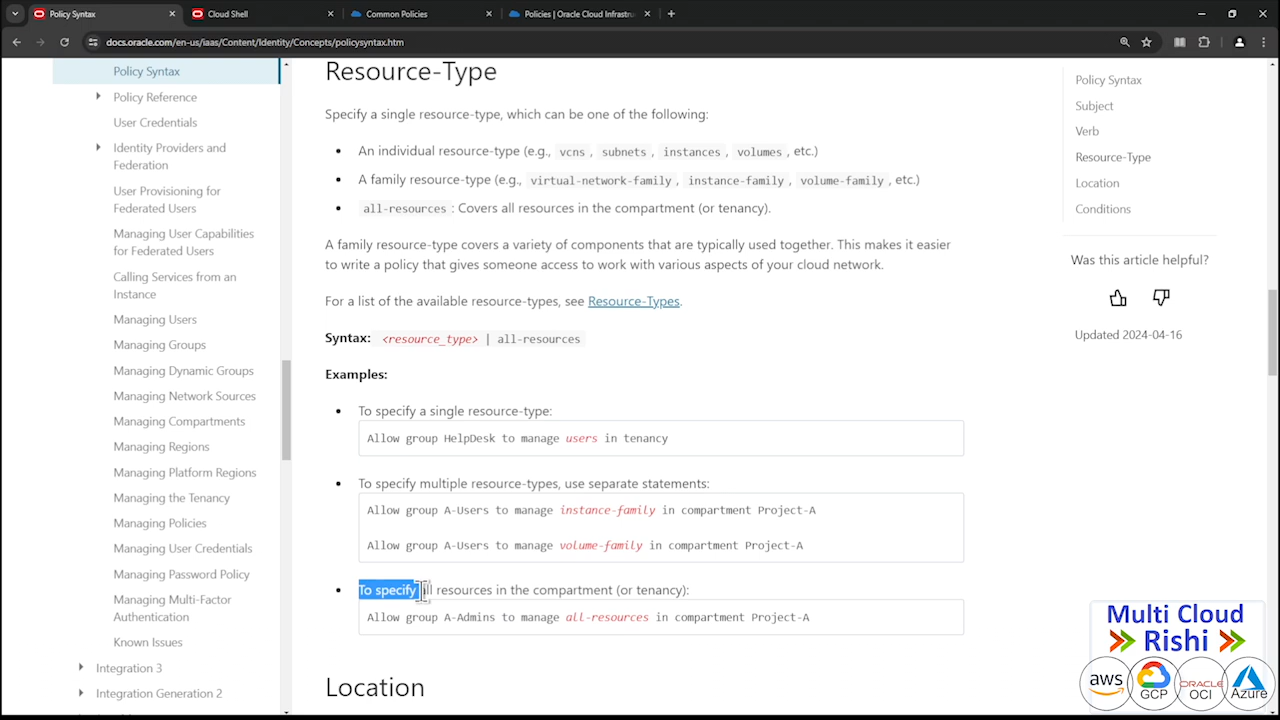 Policy Syntax
Cloud Shell
Common Policies
Policies | Oracle Cloud Infrastru
docs.oracle.com/en-us/iaas/Content/Identity/Concepts/policysyntax.htm
Policy Syntax
Policy Reference
User Credentials
Identity Providers and
Federation
User Provisioning for
Federated Users
Managing User Capabilities
for Federated Users
Calling Services from an
Instance
Managing Users
Managing Groups
Managing Dynamic Groups
Managing Network Sources
Managing Compartments
Managing Regions
Managing Platform Regions
Managing the Tenancy
Managing Policies
Managing User Credentials
Managing Password Policy
Managing Multi-Factor
Authentication
Known Issues
Integration 3
Integration Generation 2
Resource-Type
Specify a single resource-type, which can be one of the following:
An individual resource-type (e.g., vcns , subnets , instances , volumes , etc.)
A family resource-type (e.g., virtual-network-family , instance-family , volume-family , etc.)
all-resources : Covers all resources in the compartment (or tenancy).
A family resource-type covers a variety of components that are typically used together. This makes it easier
to write a policy that gives someone access to work with various aspects of your cloud network.
For a list of the available resource-types, see Resource-Types.
Syntax: <resource_type> | all-resources
Examples:
To specify a single resource-type:
Allow group HelpDesk to manage users in tenancy
To specify multiple resource-types, use separate statements:
Allow group A-Users to manage instance-family in compartment Project-A
Allow group A-Users to manage volume-family in compartment Project-A
To specify all resources in the compartment (or tenancy):
Allow group A-Admins to manage all-resources in compartment Project-A
Location
Policy Syntax
Subject
Verb
Resource-Type
Location
Conditions
Was this article helpful?
Updated 2024-04-16
Multi Cloud
Rishi
aws
GCP
ORACLE
OCI
Azure